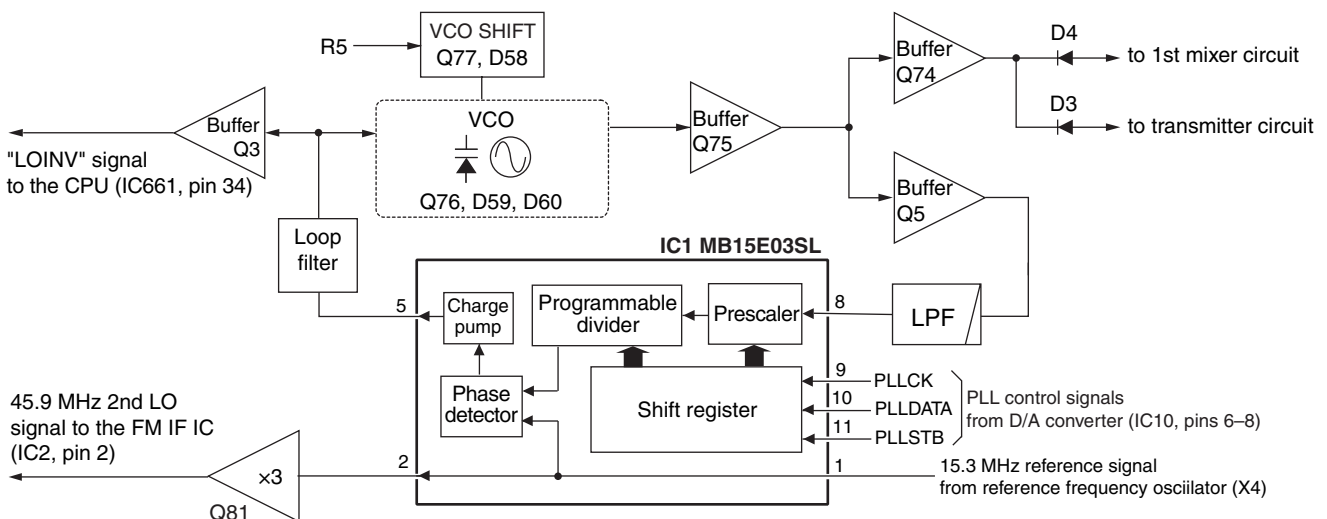 VCO SHIFT
Q77, D58
R5
Buffer
Q74
D4
to 1st mixer circuit
D3
to transmitter circuit
Buffer
Q3
VCO
Q76, D59, D60
Buffer
Q75
"LOINV" signal
to the CPU (IC661, pin 34)
Buffer
Q5
Loop
filter
IC1 MB15E03SL
5
Charge
pump
Programmable
divider
Prescaler
8
LPF
Phase
detector
Shift register
9
PLLCK
10
PLLDATA
11
PLLSTB
PLL control signals
from D/A converter (IC10, pins 6–8)
45.9 MHz 2nd LO
signal to the FM IF IC
(IC2, pin 2)
×3
Q81
2
1
15.3 MHz reference signal
from reference frequency osciilator (X4)